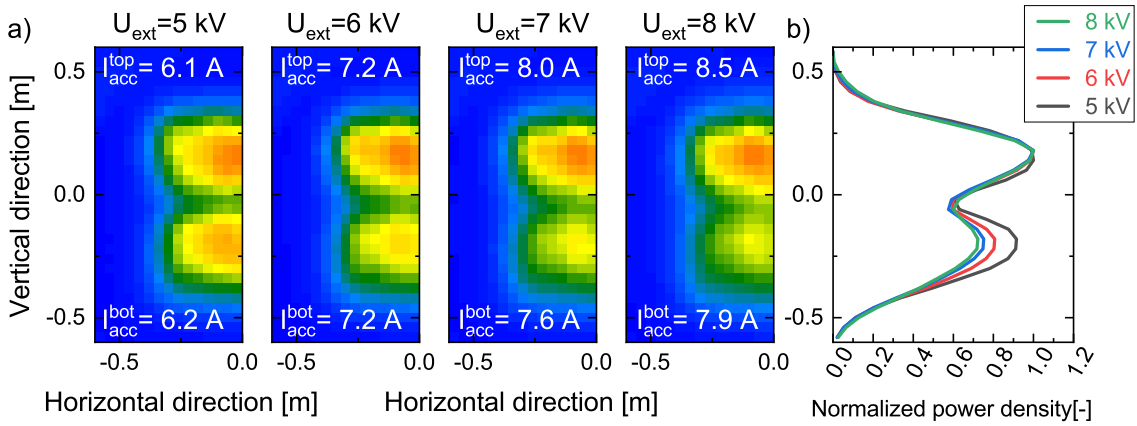 a)
U_ext=5 kV
U_ext=6 kV
U_ext=7 kV
U_ext=8 kV
b)
8 kV
7 kV
6 kV
5 kV
Vertical direction [m]
0.5
0.0
-0.5
I_acc^top= 6.1 A
I_acc^top= 7.2 A
I_acc^top= 8.0 A
I_acc^top= 8.5 A
I_acc^bot= 6.2 A
I_acc^bot= 7.2 A
I_acc^bot= 7.6 A
I_acc^bot= 7.9 A
-0.5
0.0
-0.5
0.0
-0.5
0.0
-0.5
0.0
Horizontal direction [m]
Horizontal direction [m]
0.5
0.0
-0.5
0.0
0.2
0.4
0.6
0.8
1.0
1.2
Normalized power density[-]